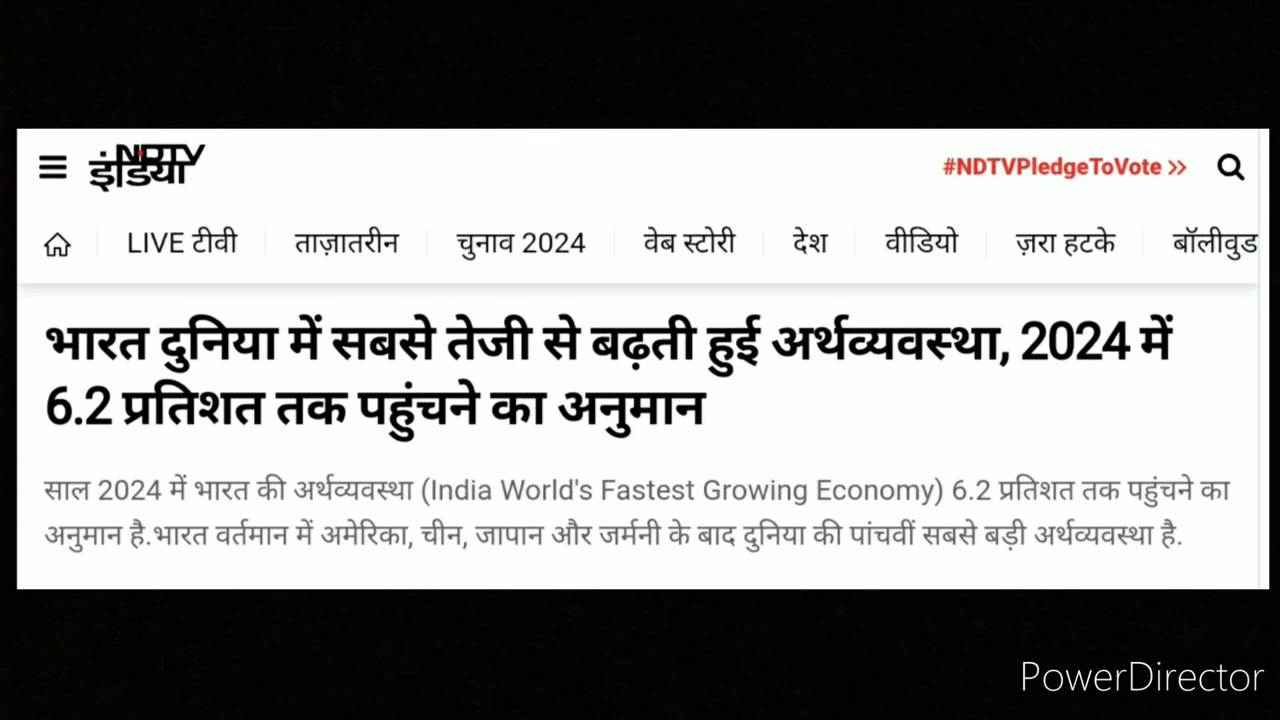 NDTV
इंडिया
#NDTVPledgeToVote >>
LIVE टीवी ताज़ातरीन चुनाव 2024 वेब स्टोरी देश वीडियो ज़रा हटके बॉलीवुड
भारत दुनिया में सबसे तेजी से बढ़ती हुई अर्थव्यवस्था, 2024 में
6.2 प्रतिशत तक पहुंचने का अनुमान
साल 2024 में भारत की अर्थव्यवस्था (India World's Fastest Growing Economy) 6.2 प्रतिशत तक पहुंचने का
अनुमान है.भारत वर्तमान में अमेरिका, चीन, जापान और जर्मनी के बाद दुनिया की पांचवीं सबसे बड़ी अर्थव्यवस्था है.
PowerDirector